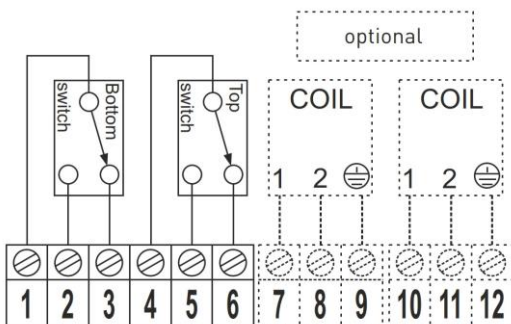 optional
Bottom
switch
Top
switch
COIL
COIL
1 2
1 2
1 2 3 4 5 6 7 8 9 10 11 12